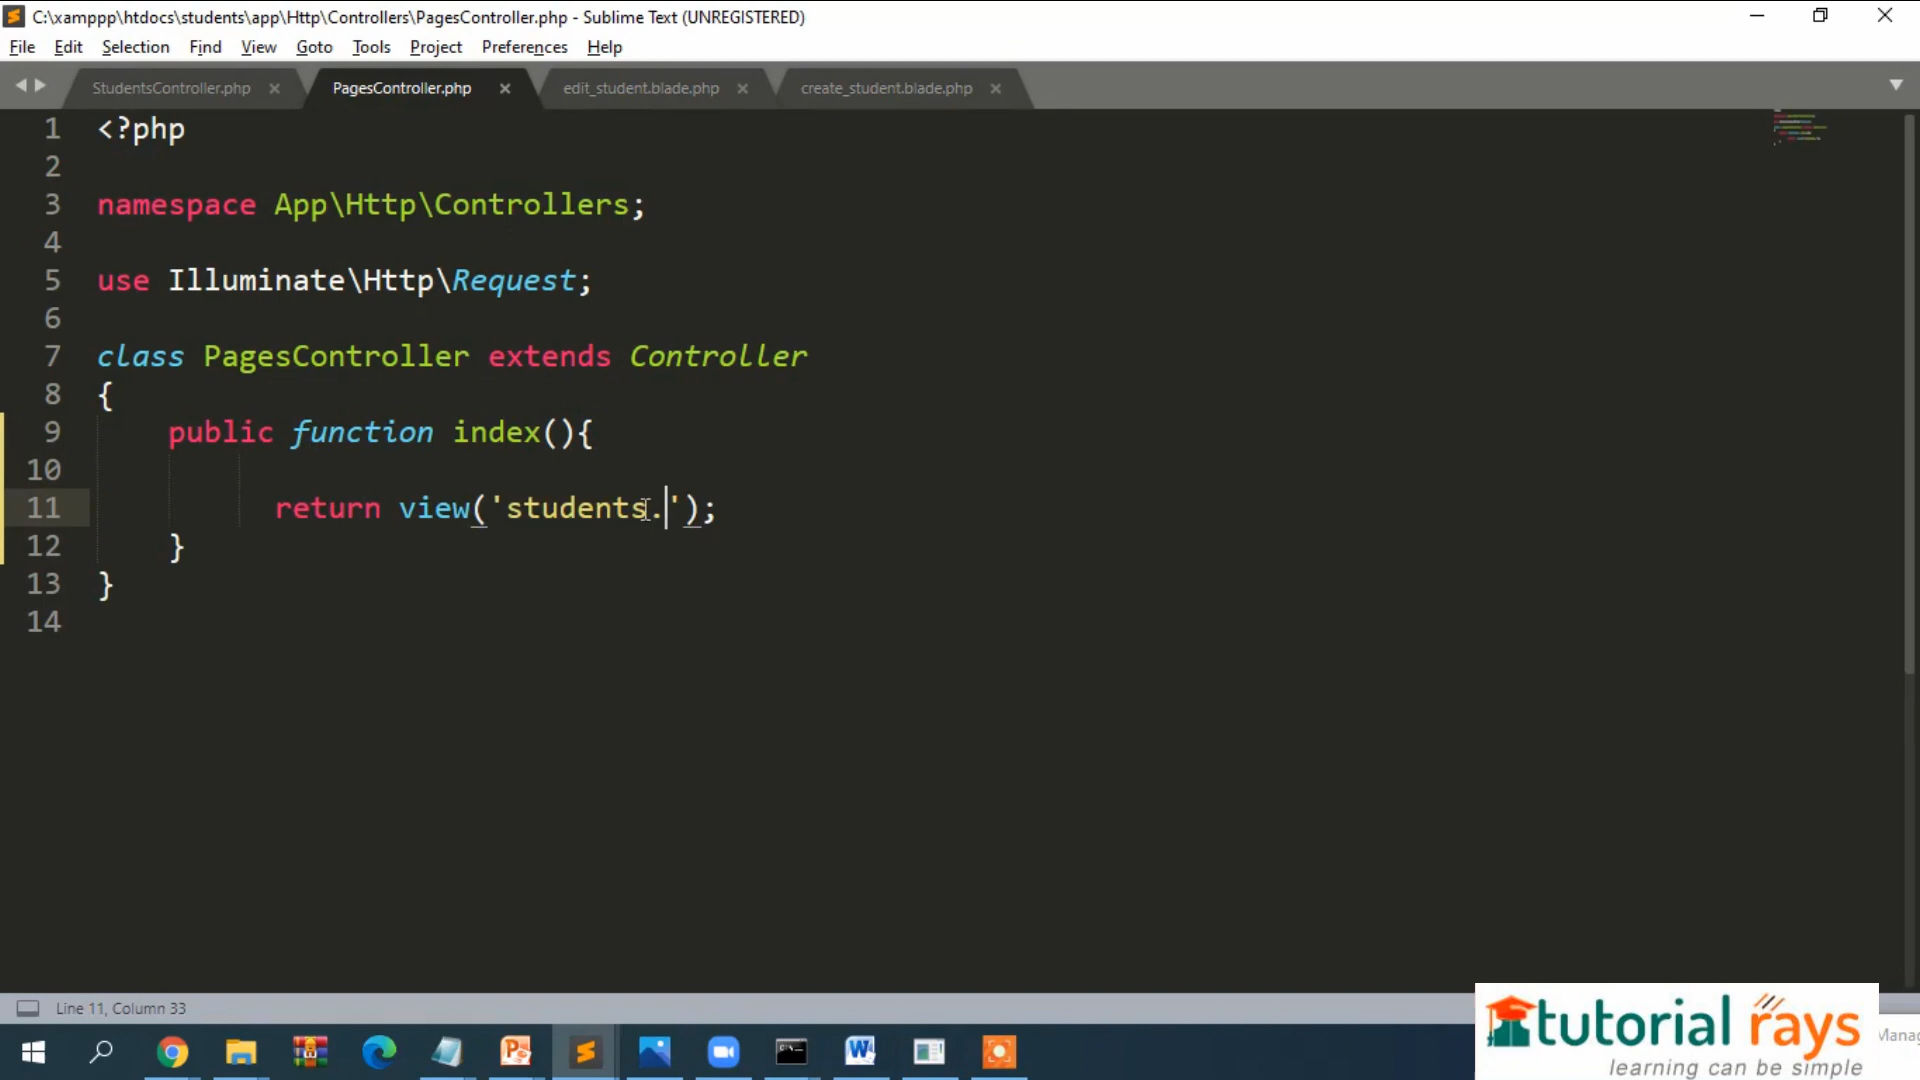 C:\xamppp\htdocs\students\app\Http\Controllers\PagesController.php - Sublime Text (UNREGISTERED)
File Edit Selection Find View Goto Tools Project Preferences Help
StudentsController.php PagesController.php edit_student.blade.php create_student.blade.php
1 <?php
2
3 namespace App\Http\Controllers;
4
5 use Illuminate\Http\Request;
6
7 class PagesController extends Controller
8 {
9 public function index(){
10
11 return view('students.');
12 }
13 }
14
Line 11, Column 33
tutorial rays
learning can be simple